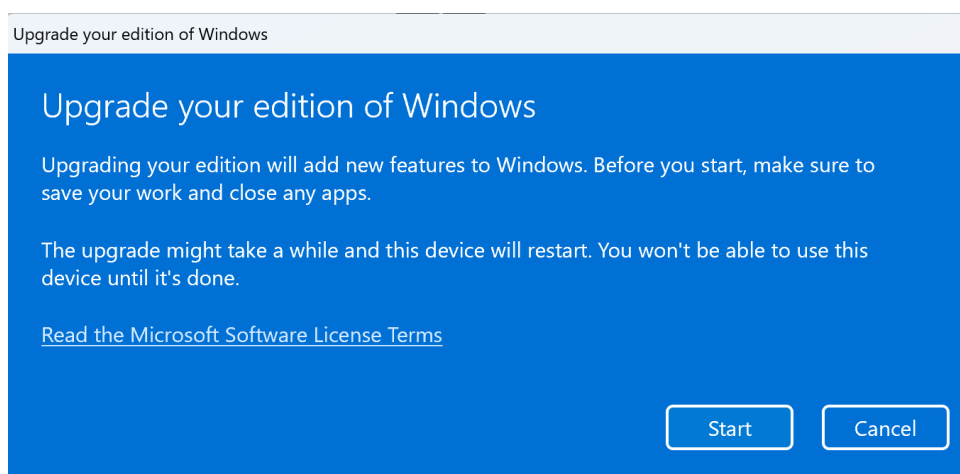 Upgrade your edition of Windows
Upgrade your edition of Windows
Upgrading your edition will add new features to Windows. Before you start, make sure to
save your work and close any apps.
The upgrade might take a while and this device will restart. You won't be able to use this
device until it's done.
Read the Microsoft Software License Terms
Start Cancel